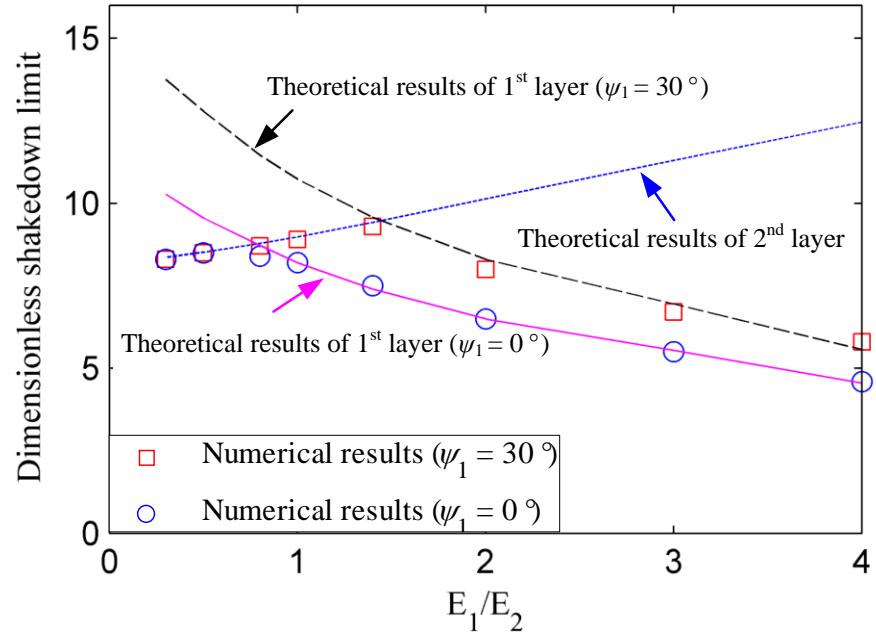 15
10
5
0
Dimensionless shakedown limit
Theoretical results of 1st layer (ψ1 = 30°)
Theoretical results of 2nd layer
Theoretical results of 1st layer (ψ1 = 0°)
Numerical results (ψ1 = 30°)
Numerical results (ψ1 = 0°)
0 1 2 3 4
E1/E2